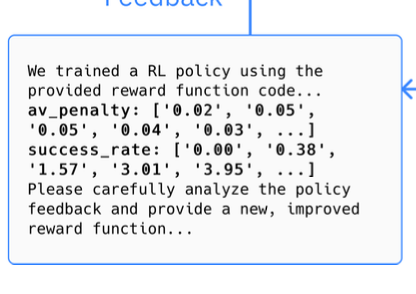 Feedback
We trained a RL policy using the
provided reward function code...
av_penalty: ['0.02', '0.05',
'0.05', '0.04', '0.03', ...]
success_rate: ['0.00', '0.38',
'1.57', '3.01', '3.95', ...]
Please carefully analyze the policy
feedback and provide a new, improved
reward function...